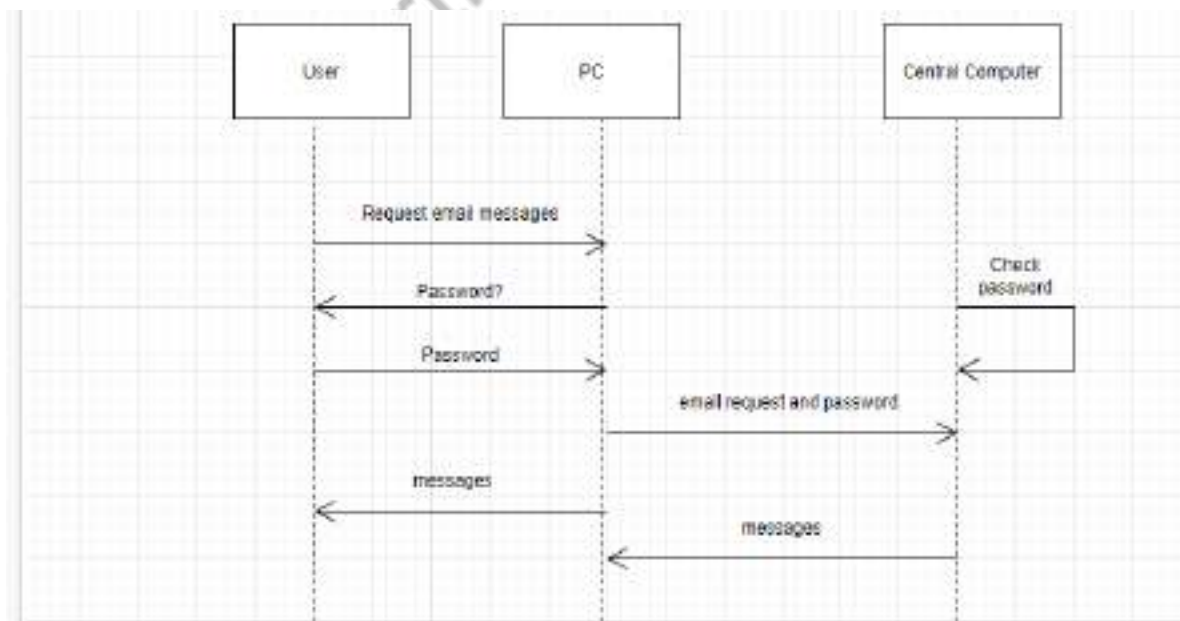 User
PC
Central Computer
Request email messages
Check
password
Password?
Password
email request and password
messages
messages